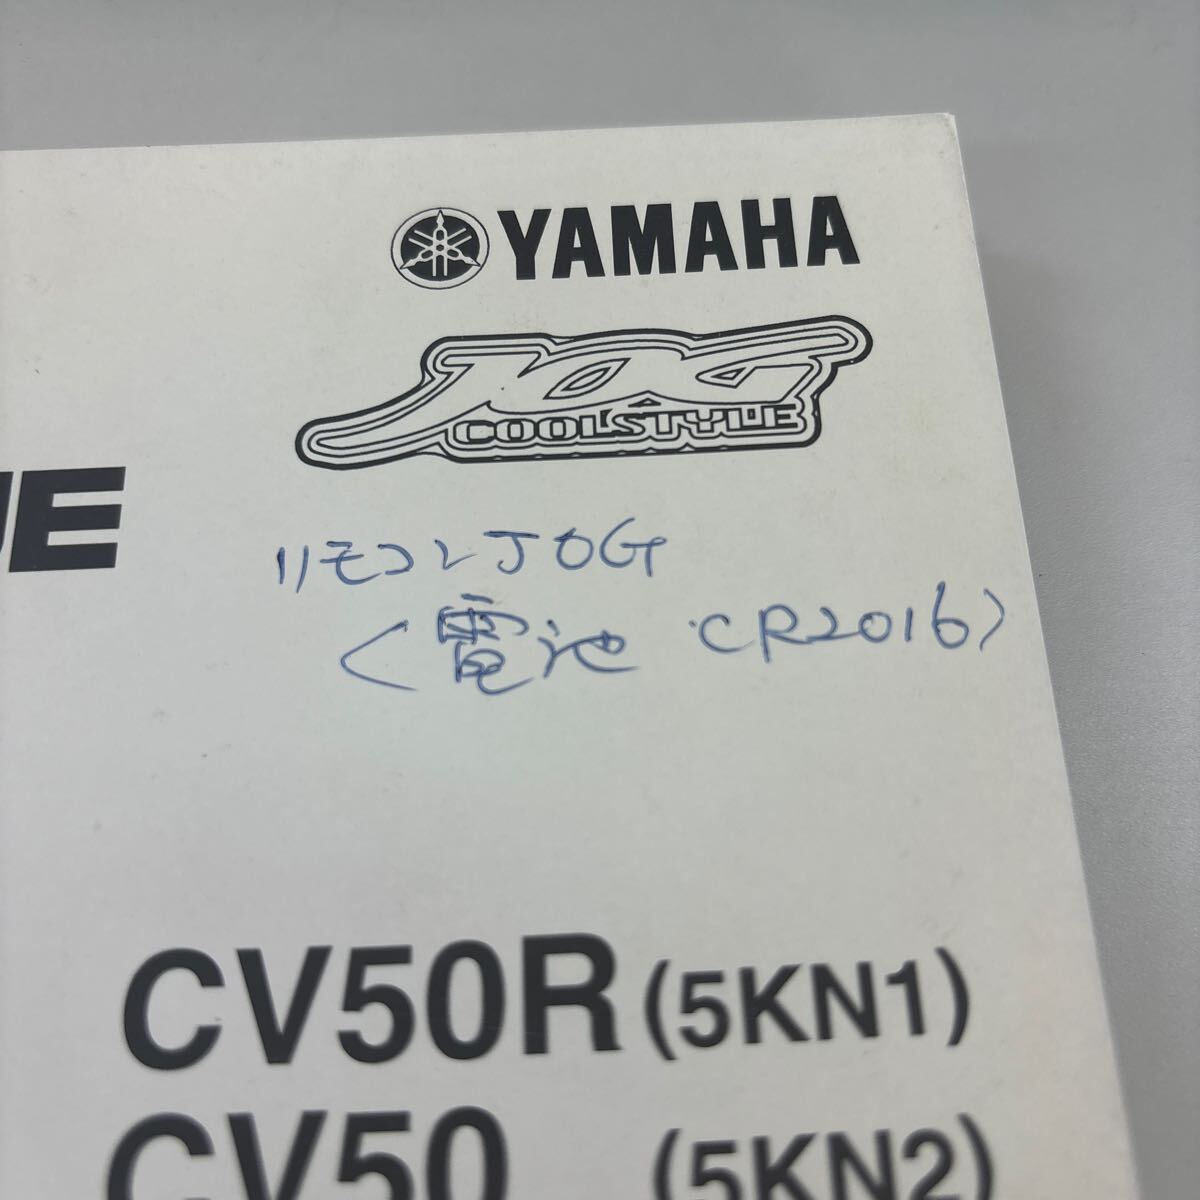 YAMAHA
JOG
COOLSTYLE
UE
リモコンJOG
<電池 CR2016>
CV50R (5KN1)
CV50 (5KN2)